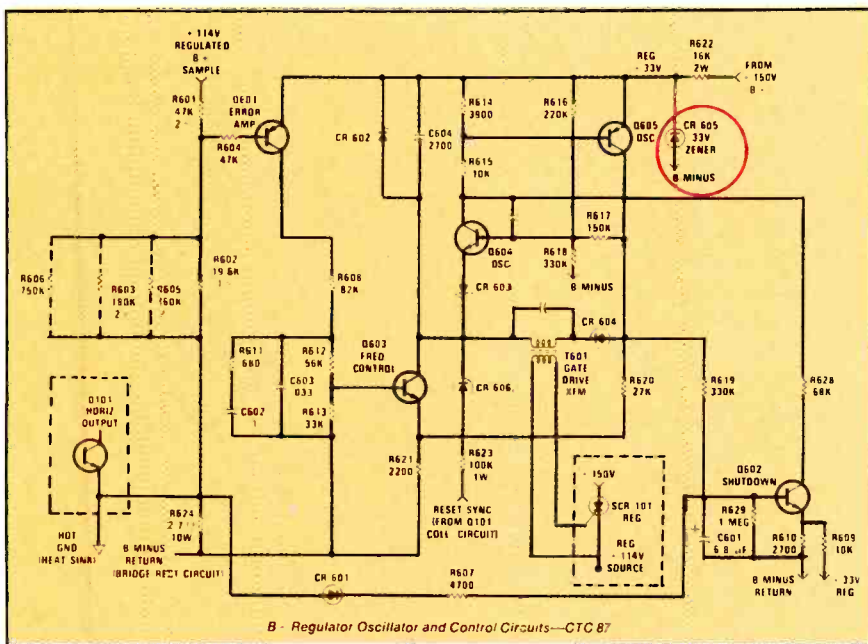 + 114V
REGULATED
B +
SAMPLE
R601
47K
2
Q601
ERROR
AMP
R604
47K
CR 602
C604
2700
R614
3900
R615
10K
R616
220K
REG
- 33V
R622
16K
2W
FROM
- 150V
B -
Q605
OSC
CR 605
33V
ZENER
B MINUS
Q604
OSC
R617
150K
R618
330K
B MINUS
R606
750K
R603
180K
2
R605
R602
19.6K
R608
82K
CR 603
CR 604
R611
680
R612
56K
C603
.033
C602
R613
33K
Q603
FREQ
CONTROL
CR 606
T601
GATE
DRIVE
XFM
R620
27K
R619
330K
R628
68K
Q101
HORIZ
OUTPUT
R621
2200
R623
100K
1W
RESET SYNC
(FROM Q101
COLL CIRCUIT)
- 150V
SCR 101
REG
REG
- 114V
SOURCE
Q602
SHUTDOWN
R629
1 MEG
C601
6.8 µF
R610
2700
R609
10K
HOT
GND
(HEAT SINK)
R624
10W
B MINUS
RETURN
(BRIDGE RECT CIRCUIT)
CR 601
R607
4700
B MINUS
RETURN
- 33V
REG
B - Regulator Oscillator and Control Circuits—CTC 87